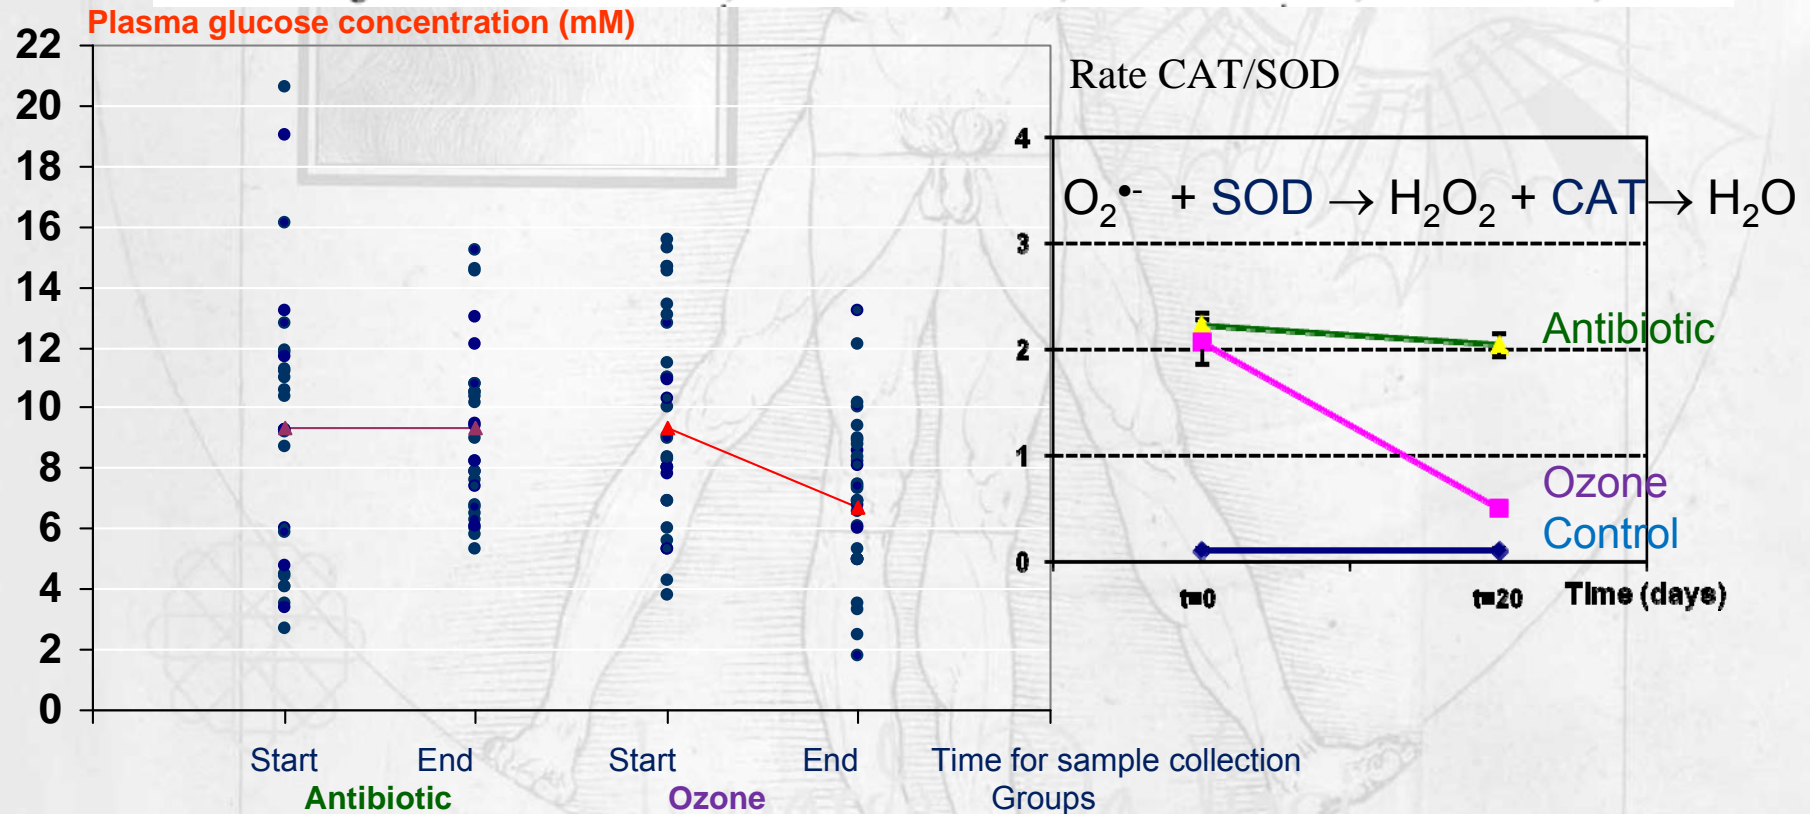 Plasma glucose concentration (mM)
22
20
18
16
14
12
10
8
6
4
2
0
Start End Start End Time for sample collection
Antibiotic Ozone Groups
Rate CAT/SOD
4
O₂•- + SOD → H₂O₂ + CAT → H₂O
3
2
1
0
Antibiotic
Ozone
Control
t=0 t=20 Time (days)